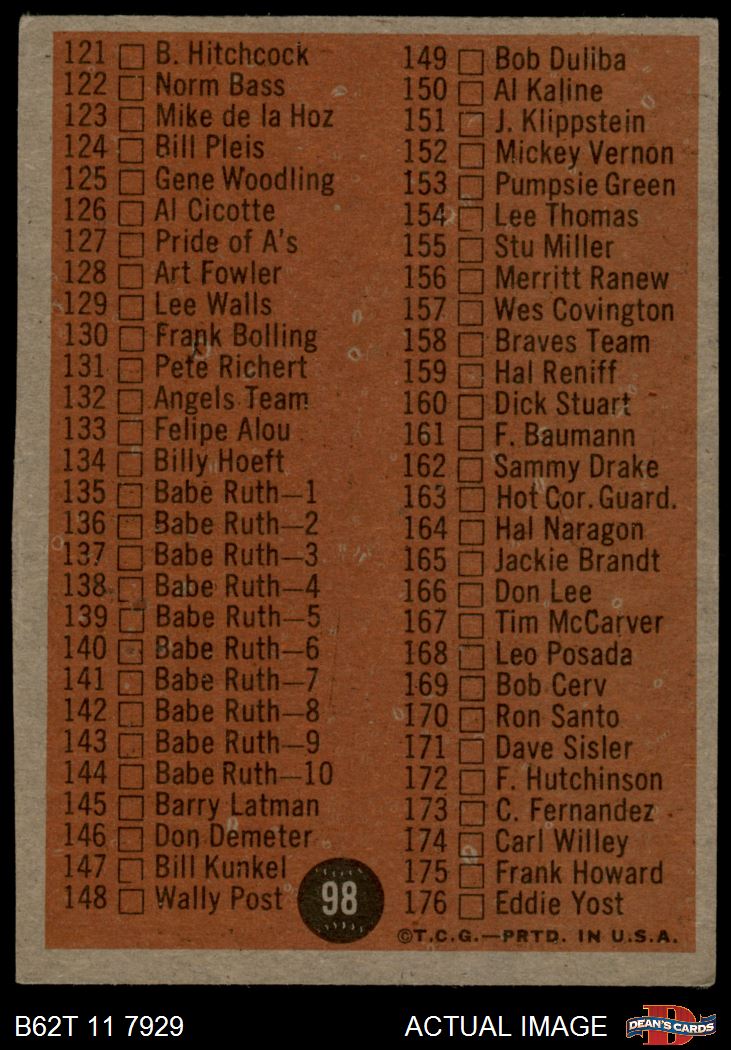 121 B. Hitchcock
122 Norm Bass
123 Mike de la Hoz
124 Bill Pleis
125 Gene Woodling
126 Al Cicotte
127 Pride of A's
128 Art Fowler
129 Lee Walls
130 Frank Bolling
131 Pete Richert
132 Angels Team
133 Felipe Alou
134 Billy Hoeft
135 Babe Ruth—1
136 Babe Ruth—2
137 Babe Ruth—3
138 Babe Ruth—4
139 Babe Ruth—5
140 Babe Ruth—6
141 Babe Ruth—7
142 Babe Ruth—8
143 Babe Ruth—9
144 Babe Ruth—10
145 Barry Latman
146 Don Demeter
147 Bill Kunkel
148 Wally Post
98
149 Bob Duliba
150 Al Kaline
151 J. Klippstein
152 Mickey Vernon
153 Pumpsie Green
154 Lee Thomas
155 Stu Miller
156 Merritt Ranew
157 Wes Covington
158 Braves Team
159 Hal Reniff
160 Dick Stuart
161 F. Baumann
162 Sammy Drake
163 Hot Cor. Guard.
164 Hal Naragon
165 Jackie Brandt
166 Don Lee
167 Tim McCarver
168 Leo Posada
169 Bob Cerv
170 Ron Santo
171 Dave Sisler
172 F. Hutchinson
173 C. Fernandez
174 Carl Willey
175 Frank Howard
176 Eddie Yost
©T.C.G.—PRTD. IN U.S.A.
B62T 11 7929
ACTUAL IMAGE
DEAN'S CARDS